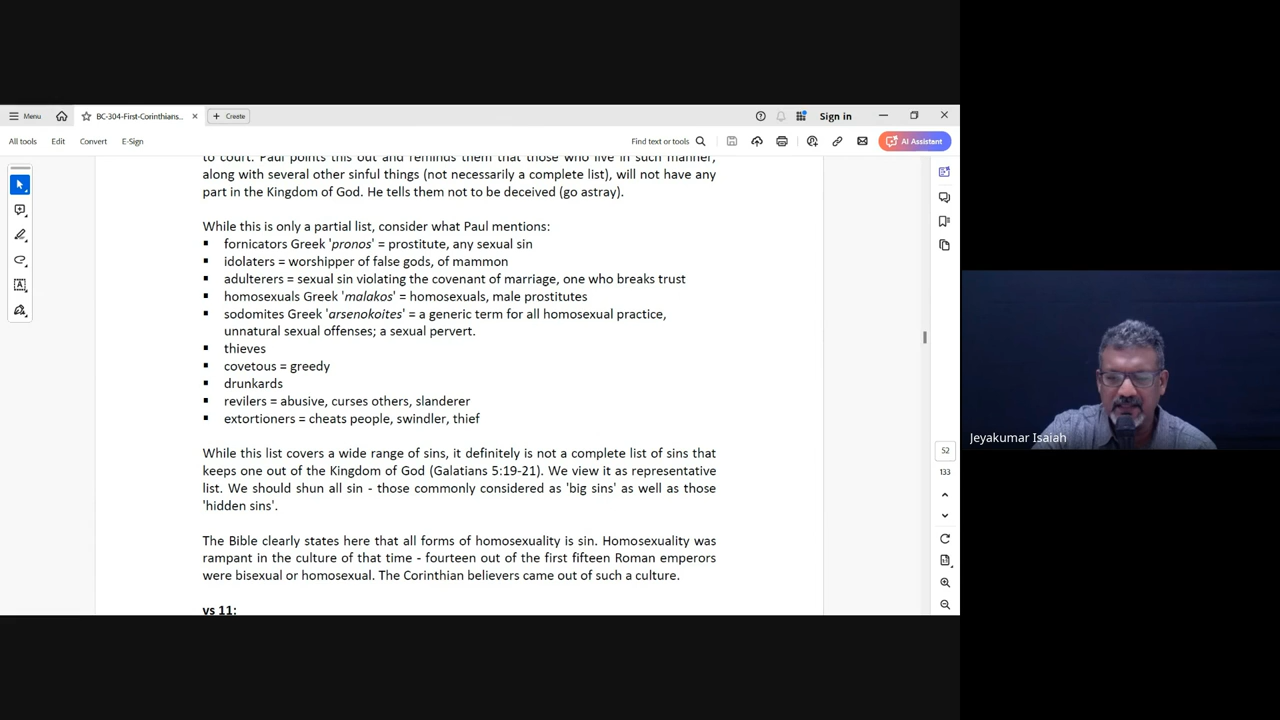 Menu
BC-304-First-Corinthians...
Create
Sign in
All tools
Edit
Convert
E-Sign
Find text or tools
AI Assistant
to court. Paul points this out and reminds them that those who live in such manner,
along with several other sinful things (not necessarily a complete list), will not have any
part in the Kingdom of God. He tells them not to be deceived (go astray).
While this is only a partial list, consider what Paul mentions:
▪ fornicators Greek 'pronos' = prostitute, any sexual sin
▪ idolaters = worshipper of false gods, of mammon
▪ adulterers = sexual sin violating the covenant of marriage, one who breaks trust
▪ homosexuals Greek 'malakos' = homosexuals, male prostitutes
▪ sodomites Greek 'arsenokoites' = a generic term for all homosexual practice,
unnatural sexual offenses; a sexual pervert.
▪ thieves
▪ covetous = greedy
▪ drunkards
▪ revilers = abusive, curses others, slanderer
▪ extortioners = cheats people, swindler, thief
While this list covers a wide range of sins, it definitely is not a complete list of sins that
keeps one out of the Kingdom of God (Galatians 5:19-21). We view it as representative
list. We should shun all sin - those commonly considered as 'big sins' as well as those
'hidden sins'.
The Bible clearly states here that all forms of homosexuality is sin. Homosexuality was
rampant in the culture of that time - fourteen out of the first fifteen Roman emperors
were bisexual or homosexual. The Corinthian believers came out of such a culture.
vs 11:
52
133
Jeyakumar Isaiah